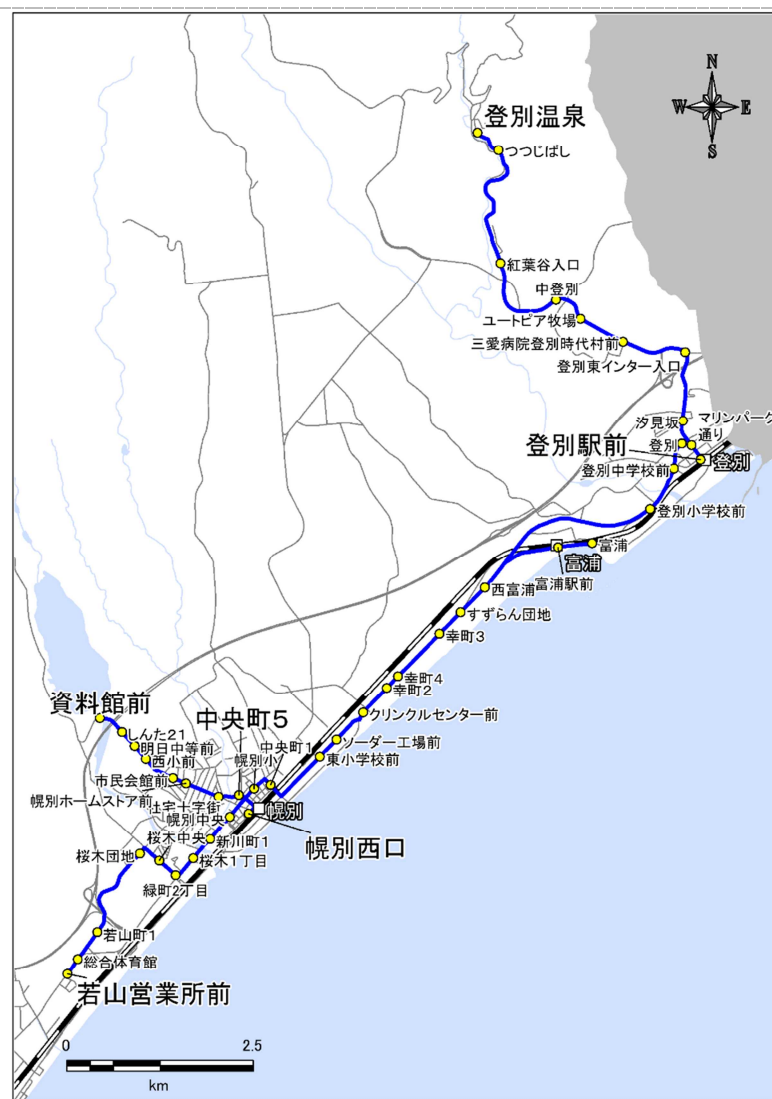 N
W
E
S
登別温泉
つつじばし
紅葉谷入口
中登別
ユートピア牧場
三愛病院登別時代村前
登別東インター入口
汐見坂
マリンパーク
通り
登別
登別駅前
登別
登別中学校前
登別小学校前
富浦
富浦
富浦駅前
西富浦
すずらん団地
幸町3
幸町4
幸町2
クリンクルセンター前
ソーダー工場前
東小学校前
資料館前
しんた21
明日中等前
西小前
市民会館前
幌別ホームストア前
社宅十字街
中央町5
中央町1
幌別小
幌別中央
幌別
幌別西口
新川町1
桜木中央
桜木1丁目
桜木団地
緑町2丁目
若山町1
総合体育館
若山営業所前
0
2.5
km